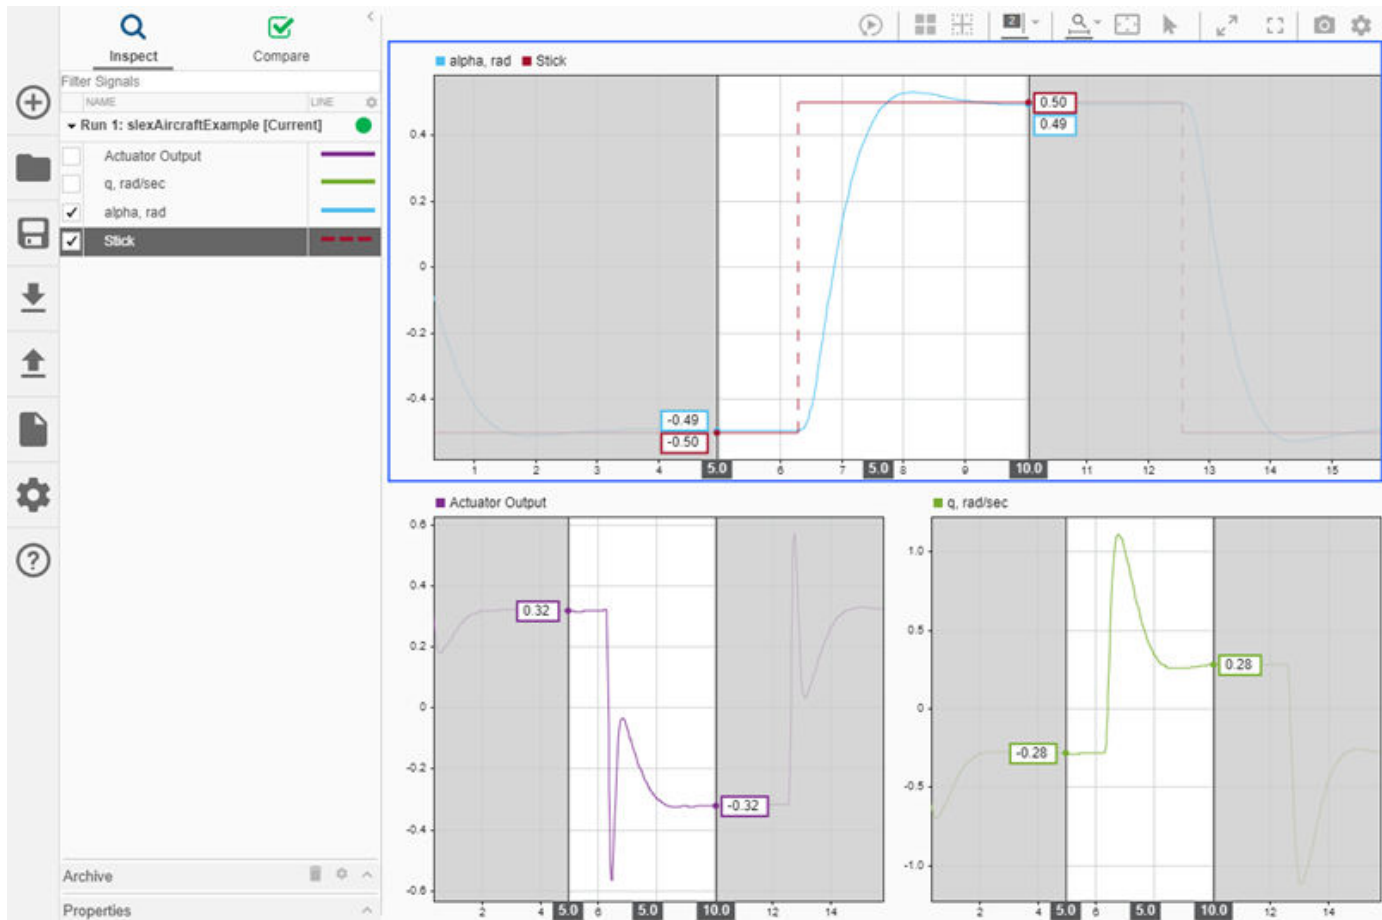 Inspect
Compare
Filter Signals
NAME LINE
Run 1: slexAircraftExample [Current]
Actuator Output
q, rad/sec
alpha, rad
Stick
Archive
Properties
2
alpha, rad Stick
0.4
0.2
0
-0.2
-0.4
0.50
0.49
-0.49
-0.50
1 2 3 4 5.0 6 7 5.0 8 9 10.0 11 12 13 14 15
Actuator Output
0.6
0.4
0.2
0
-0.2
-0.4
-0.6
0.32
-0.32
2 4 5.0 6 5.0 10.0 12 14
q, rad/sec
1.0
0.5
0
-0.5
-1.0
0.28
-0.28
2 4 5.0 6 5.0 10.0 12 14